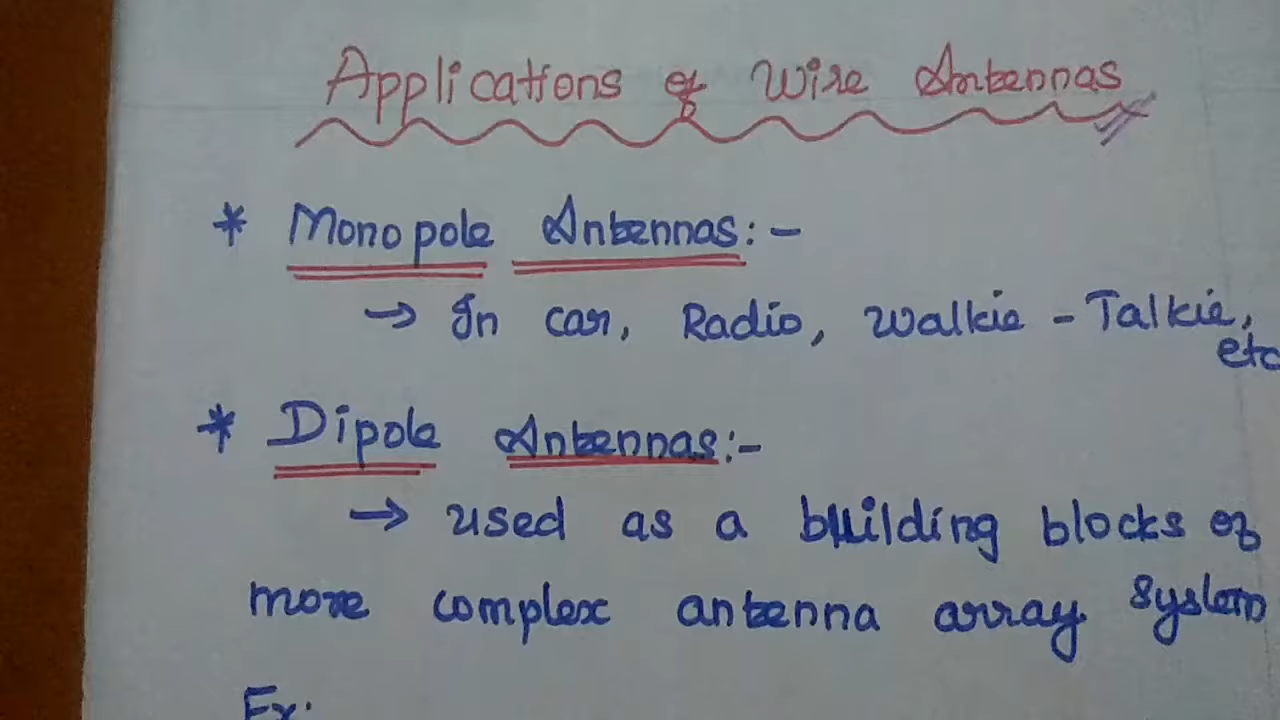 Applications of Wire Antennas
* Monopole Antennas:-
→ In car, Radio, Walkie - Talkie,
etc
* Dipole Antennas:-
→ used as a building blocks of
more complex antenna array system
Ex: